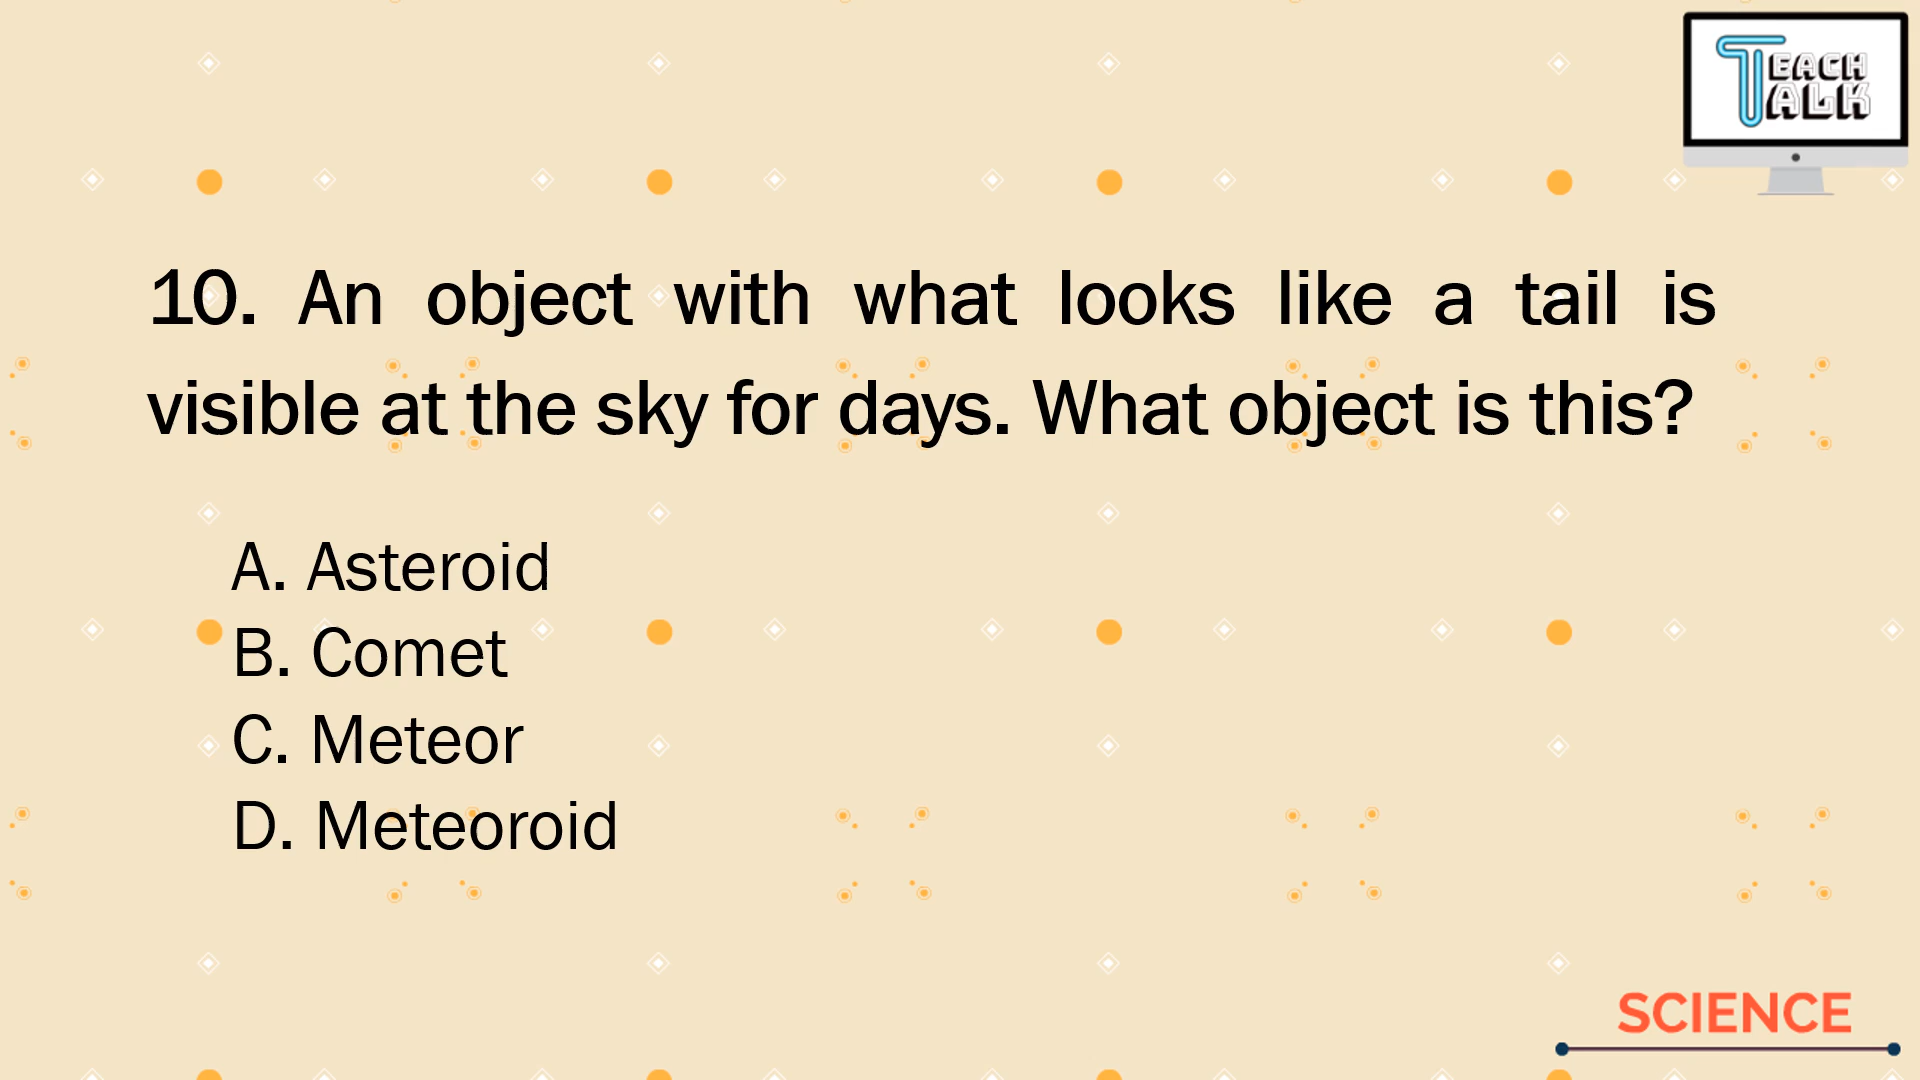 TEACH
TALK
10. An object with what looks like a tail is
visible at the sky for days. What object is this?
A. Asteroid
B. Comet
C. Meteor
D. Meteoroid
SCIENCE